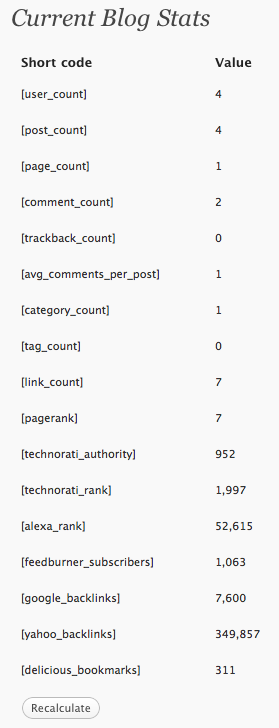 Current Blog Stats
Short code Value
[user_count] 4
[post_count] 4
[page_count] 1
[comment_count] 2
[trackback_count] 0
[avg_comments_per_post] 1
[category_count] 1
[tag_count] 0
[link_count] 7
[pagerank] 7
[technorati_authority] 952
[technorati_rank] 1,997
[alexa_rank] 52,615
[feedburner_subscribers] 1,063
[google_backlinks] 7,600
[yahoo_backlinks] 349,857
[delicious_bookmarks] 311
Recalculate